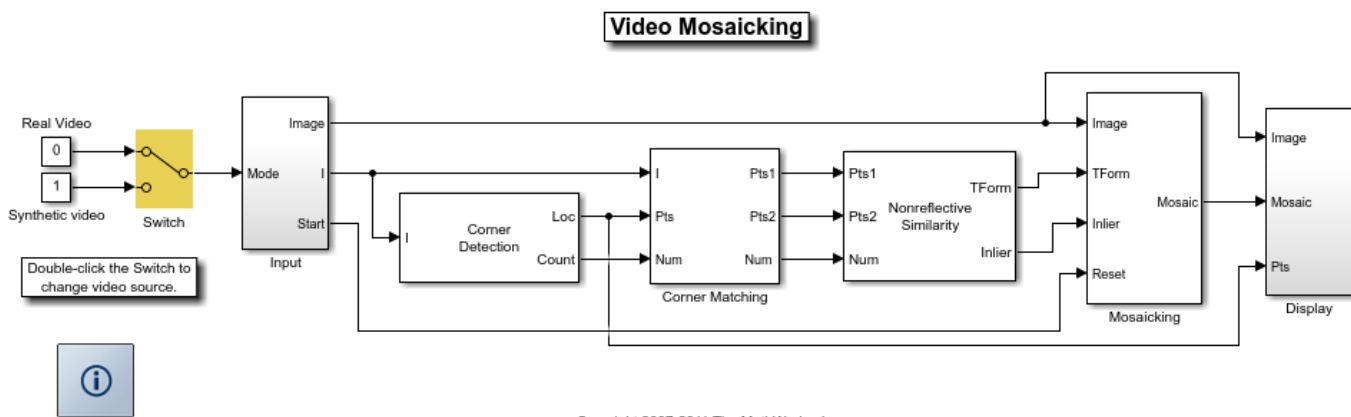 Video Mosaicking
Real Video
0
1
Synthetic video
Switch
Double-click the Switch to
change video source.
Mode
Image
I
Start
Input
I
Corner
Detection
Loc
Count
I
Pts
Num
Pts1
Pts2
Num
Corner Matching
Pts1
Pts2
Num
Nonreflective
Similarity
TForm
Inlier
Image
TForm
Inlier
Reset
Mosaic
Mosaicking
Image
Mosaic
Pts
Display
i